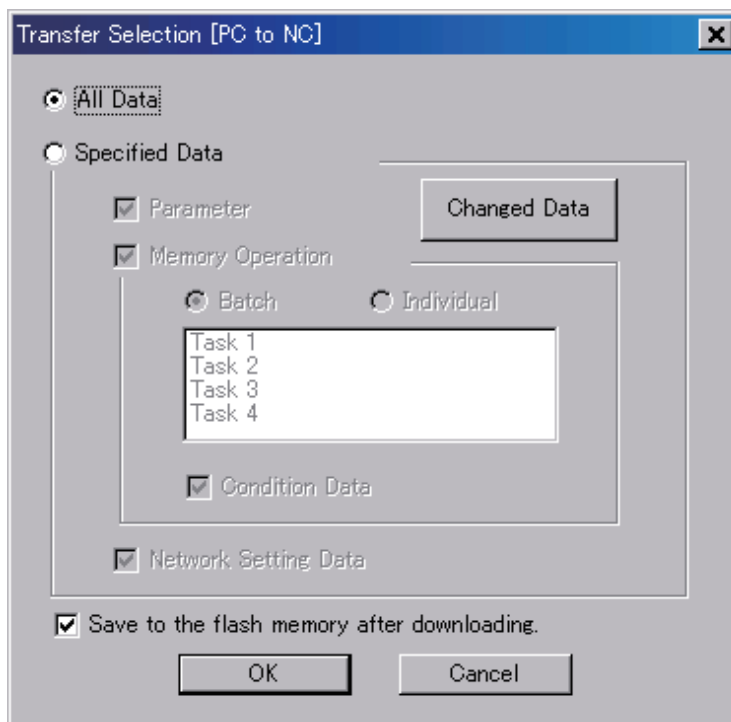 Transfer Selection [PC to NC]
All Data
Specified Data
Parameter
Changed Data
Memory Operation
Batch
Individual
Task 1
Task 2
Task 3
Task 4
Condition Data
Network Setting Data
Save to the flash memory after downloading.
OK
Cancel